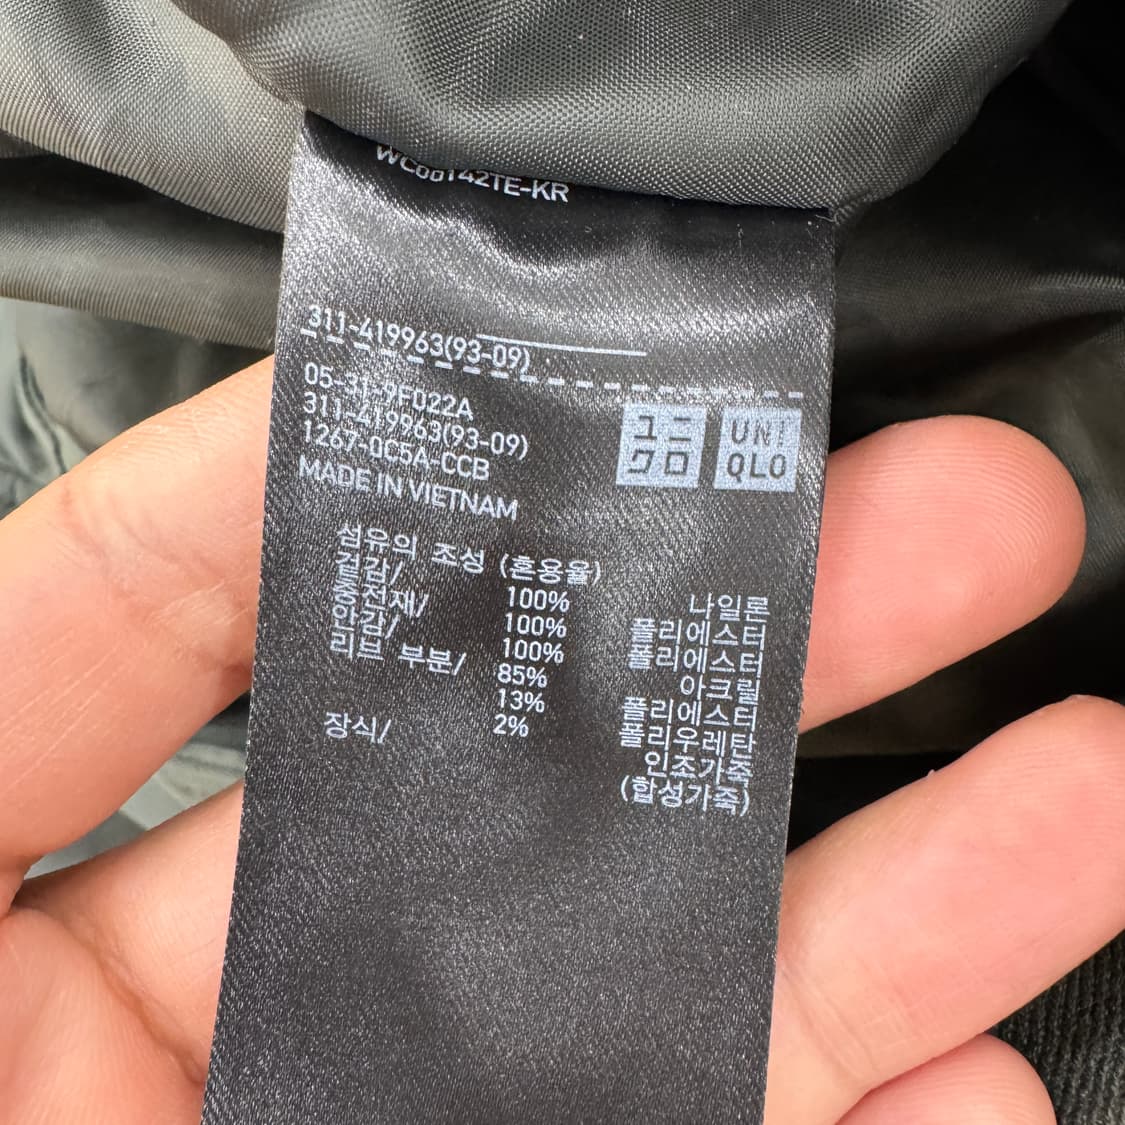 WC00142TE-KR
311-419963(93-09)
05-31-9F022A
311-419963(93-09)
1267-0C5A-CCB
MADE IN VIETNAM
ユニ
クロ
UNI
QLO
섬유의 조성 (혼용율)
겉감/ 100% 나일론
충전재/ 100% 폴리에스터
안감/ 100% 폴리에스터
리브 부분/ 85% 아크릴
13% 폴리에스터
2% 폴리우레탄
장식/ 인조가죽
(합성가죽)